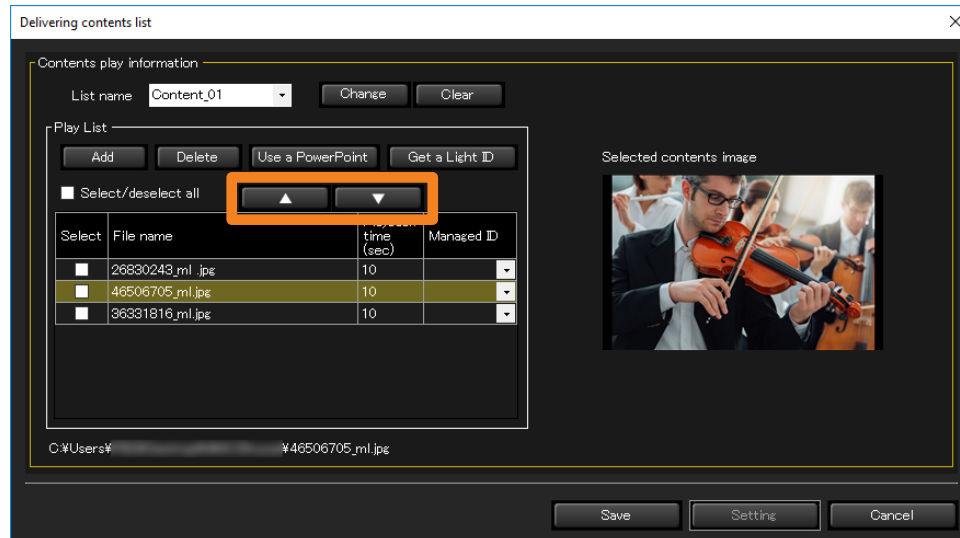 Delivering contents list
Contents play information
List name Content_01 Change Clear
Play List
Add Delete Use a PowerPoint Get a Light ID
Select/deselect all ▲ ▼
Select File name time (sec) Managed ID
26830243_ml .jpg 10
46506705_ml.jpg 10
36331816_ml.jpg 10
C:¥Users¥ ¥46506705_ml.jpg
Selected contents image
Save Setting Cancel